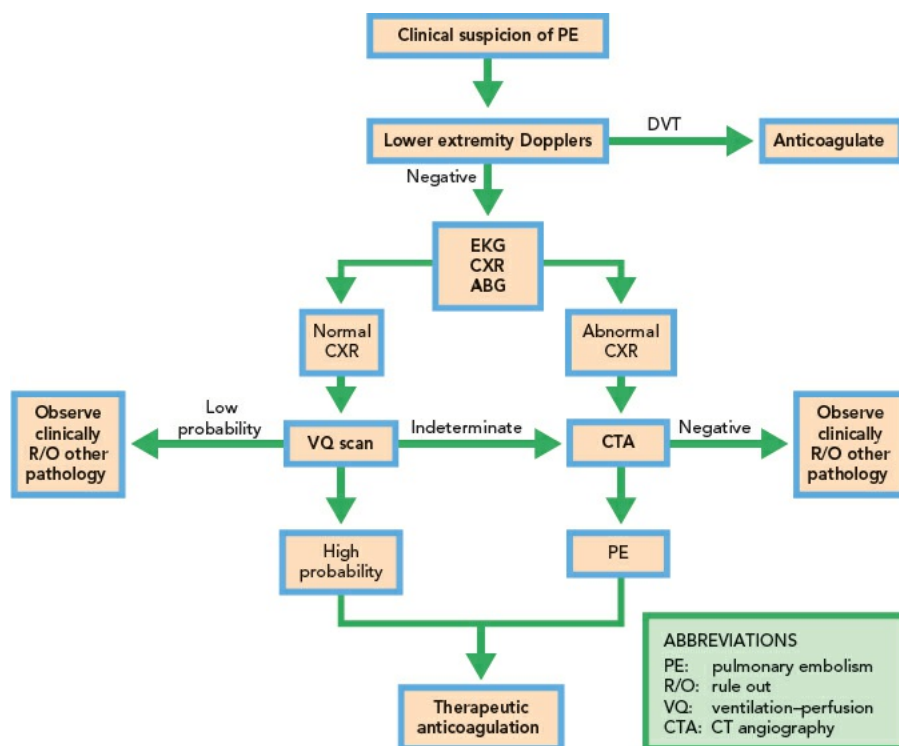 Clinical suspicion of PE
Lower extremity Dopplers
DVT
Anticoagulate
Negative
EKG
CXR
ABG
Normal
CXR
Abnormal
CXR
Observe
clinically
R/O other
pathology
Low
probability
VQ scan
Indeterminate
CTA
Negative
Observe
clinically
R/O other
pathology
High
probability
PE
Therapeutic
anticoagulation
ABBREVIATIONS
PE: pulmonary embolism
R/O: rule out
VQ: ventilation–perfusion
CTA: CT angiography